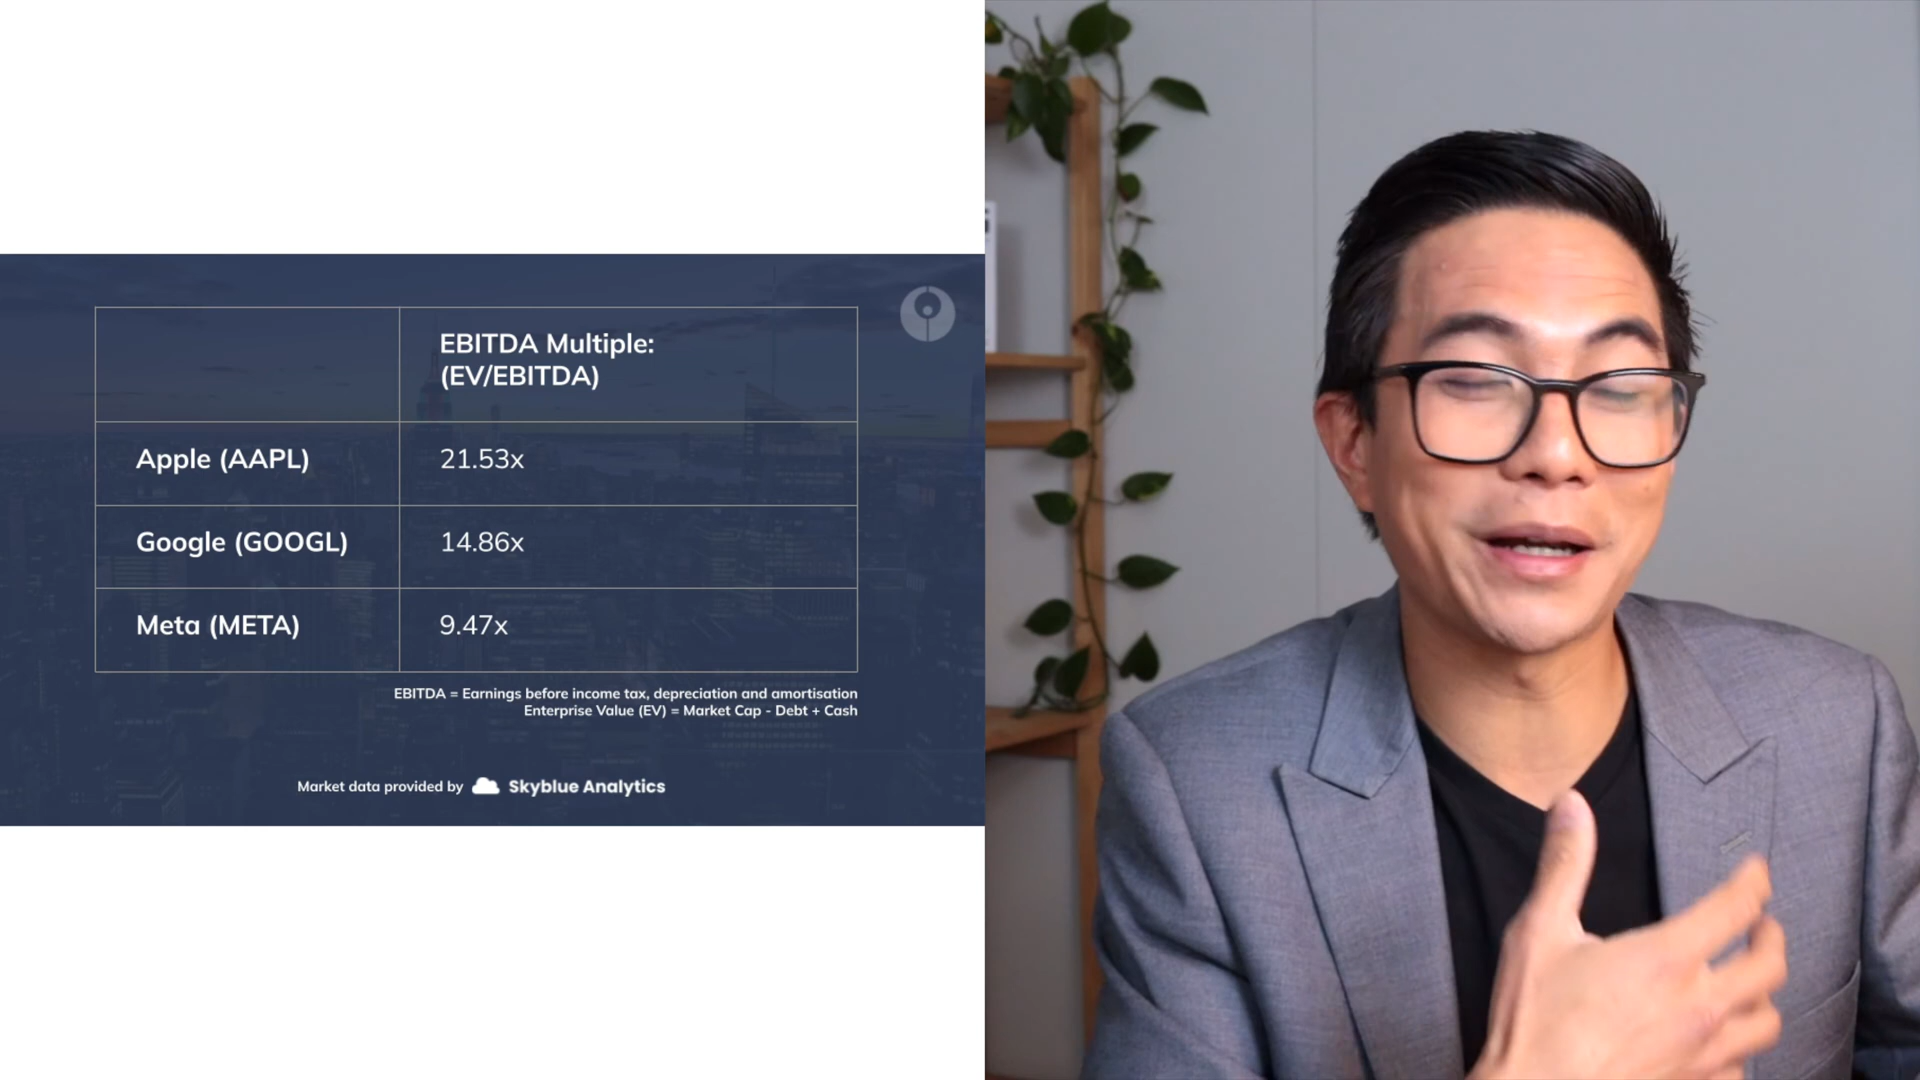 EBITDA Multiple:
(EV/EBITDA)
Apple (AAPL)
21.53x
Google (GOOGL)
14.86x
Meta (META)
9.47x
EBITDA = Earnings before income tax, depreciation and amortisation
Enterprise Value (EV) = Market Cap - Debt + Cash
Market data provided by Skyblue Analytics